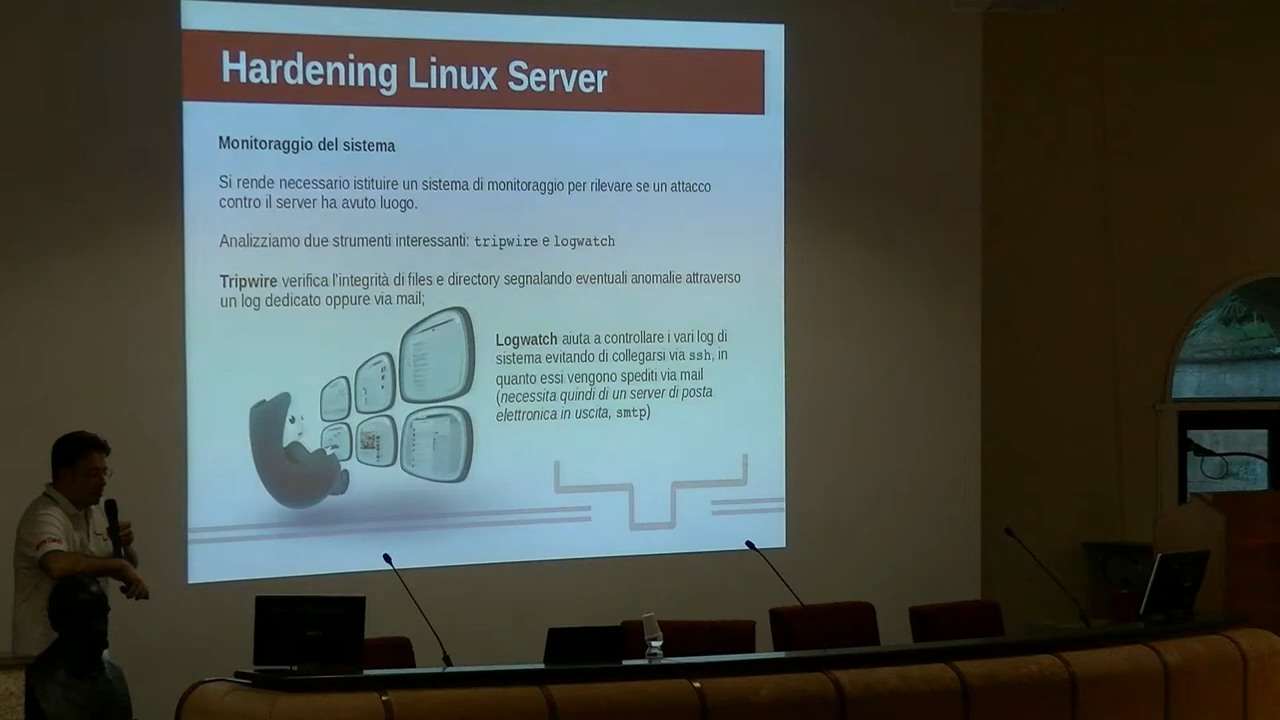 Hardening Linux Server
Monitoraggio del sistema
Si rende necessario istituire un sistema di monitoraggio per rilevare se un attacco
contro il server ha avuto luogo.
Analizziamo due strumenti interessanti: tripwire e logwatch
Tripwire verifica l'integrità di files e directory segnalando eventuali anomalie attraverso
un log dedicato oppure via mail;
Logwatch aiuta a controllare i vari log di
sistema evitando di collegarsi via ssh, in
quanto essi vengono spediti via mail
(necessita quindi di un server di posta
elettronica in uscita, smtp)